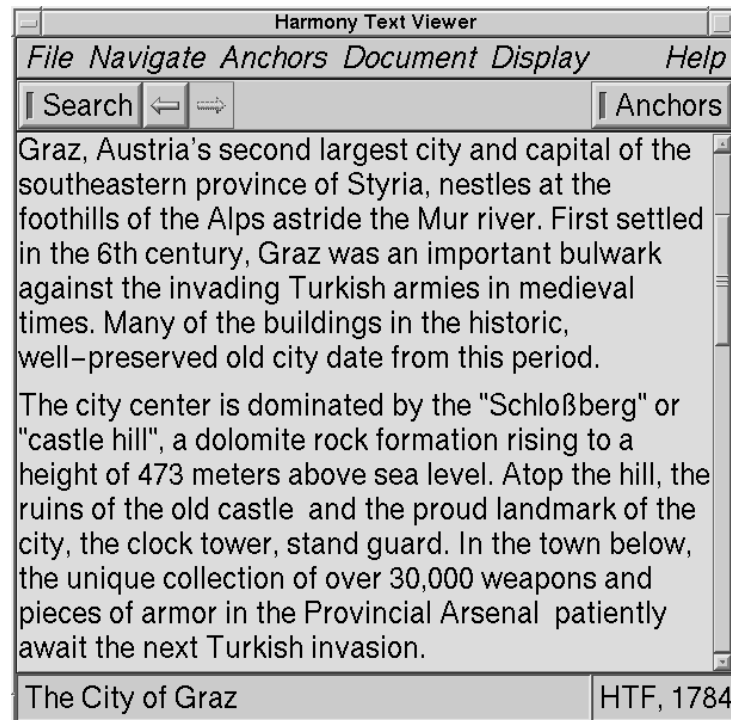 Harmony Text Viewer
File Navigate Anchors Document Display Help
Search Anchors
Graz, Austria's second largest city and capital of the
southeastern province of Styria, nestles at the
foothills of the Alps astride the Mur river. First settled
in the 6th century, Graz was an important bulwark
against the invading Turkish armies in medieval
times. Many of the buildings in the historic,
well–preserved old city date from this period.
The city center is dominated by the "Schloßberg" or
"castle hill", a dolomite rock formation rising to a
height of 473 meters above sea level. Atop the hill, the
ruins of the old castle  and the proud landmark of the
city, the clock tower, stand guard. In the town below,
the unique collection of over 30,000 weapons and
pieces of armor in the Provincial Arsenal  patiently
await the next Turkish invasion.
The City of Graz HTF, 1784